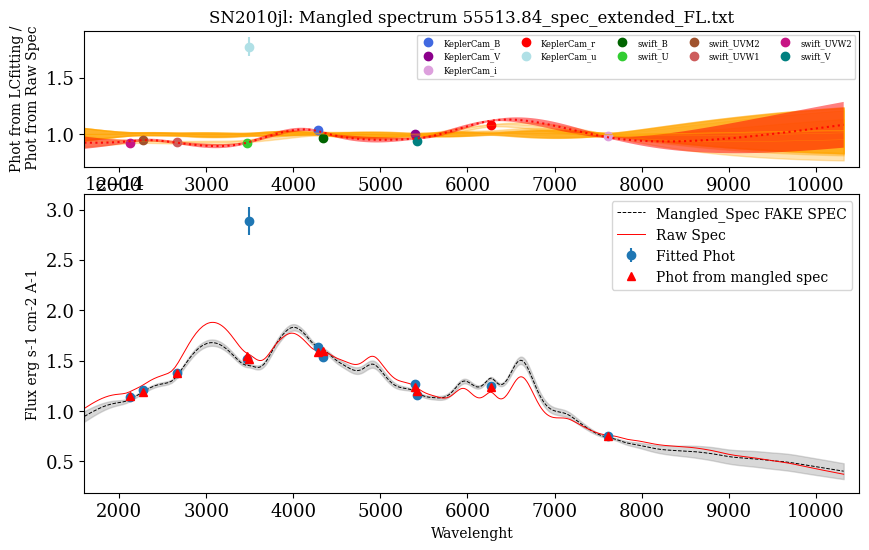 SN2010jl: Mangled spectrum 55513.84_spec_extended_FL.txt
Phot from LCfitting /
Phot from Raw Spec
1.5
1.0
KeplerCam_B
KeplerCam_V
KeplerCam_i
KeplerCam_r
KeplerCam_u
swift_B
swift_U
swift_UVM2
swift_UVW1
swift_UVW2
swift_V
2000 3000 4000 5000 6000 7000 8000 9000 10000
1e−14
Flux erg s-1 cm-2 A-1
3.0
2.5
2.0
1.5
1.0
0.5
Mangled_Spec FAKE SPEC
Raw Spec
Fitted Phot
Phot from mangled spec
2000 3000 4000 5000 6000 7000 8000 9000 10000
Wavelenght